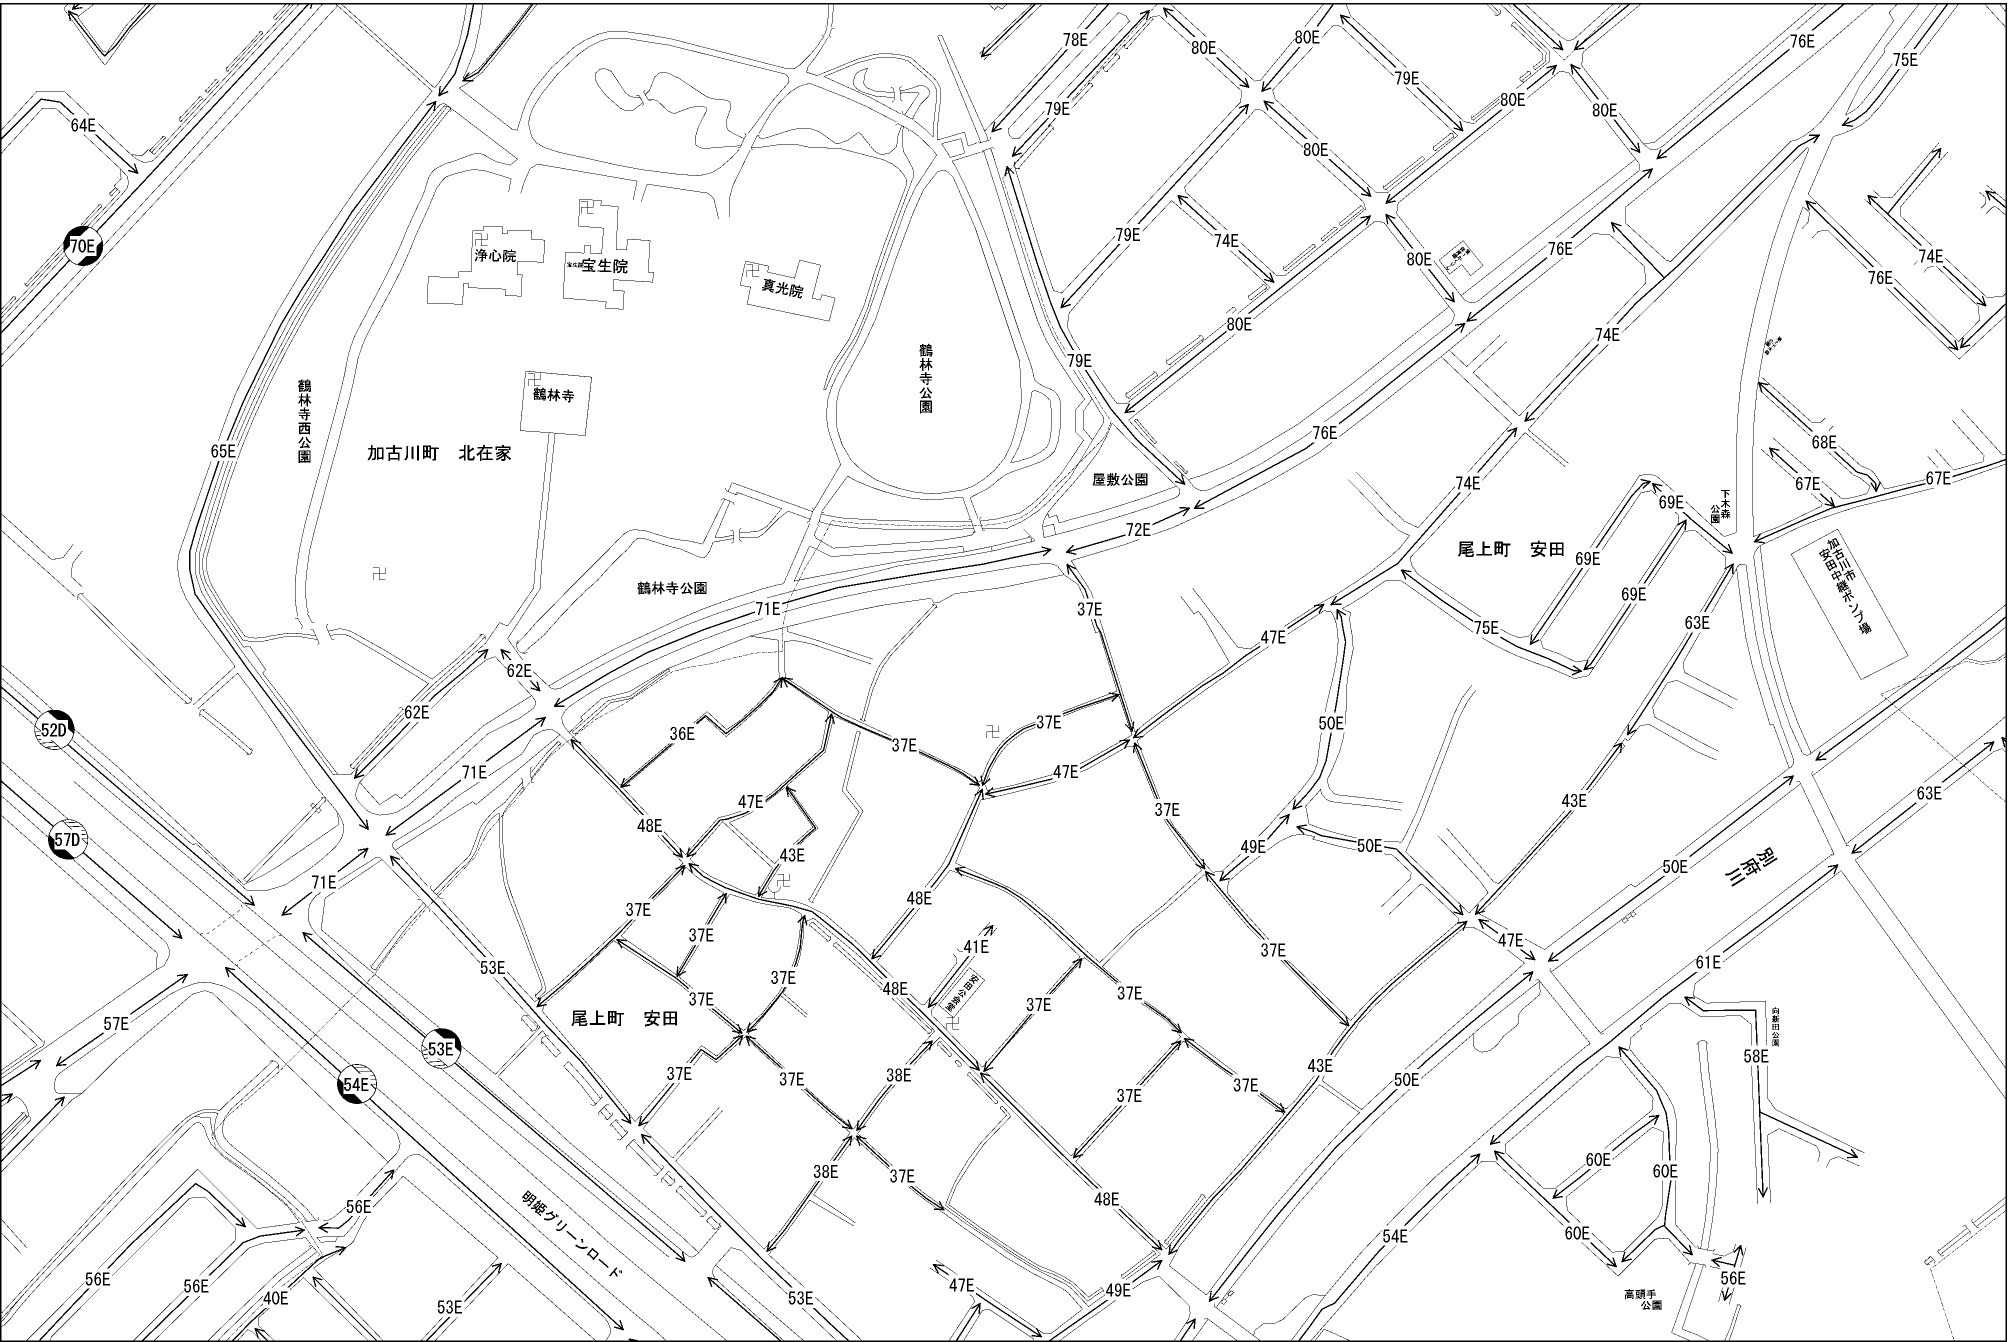 78E
80E
80E
76E
75E
79E
79E
80E
80E
64E
80E
70E
79E
74E
80E
76E
74E
76E
浄心院
宝生院
真光院
80E
79E
74E
鶴林寺公園
鶴林寺西公園
鶴林寺
65E
加古川町 北在家
76E
68E
屋敷公園
74E
67E
67E
69E
下木森
公園
72E
尾上町 安田
69E
加古川市
安田中継ポンプ場
鶴林寺公園
71E
37E
69E
63E
75E
47E
62E
62E
52D
36E
37E
37E
50E
71E
47E
47E
43E
63E
57D
48E
37E
43E
49E
50E
50E
別府川
71E
48E
37E
37E
41E
37E
47E
61E
53E
37E
48E
37E
安田公会堂
37E
37E
57E
尾上町 安田
向新田公園
53E
58E
54E
37E
37E
38E
37E
37E
43E
50E
38E
37E
60E
60E
56E
明姫グリーンロード
48E
54E
60E
56E
56E
40E
53E
53E
47E
49E
56E
高頭手
公園